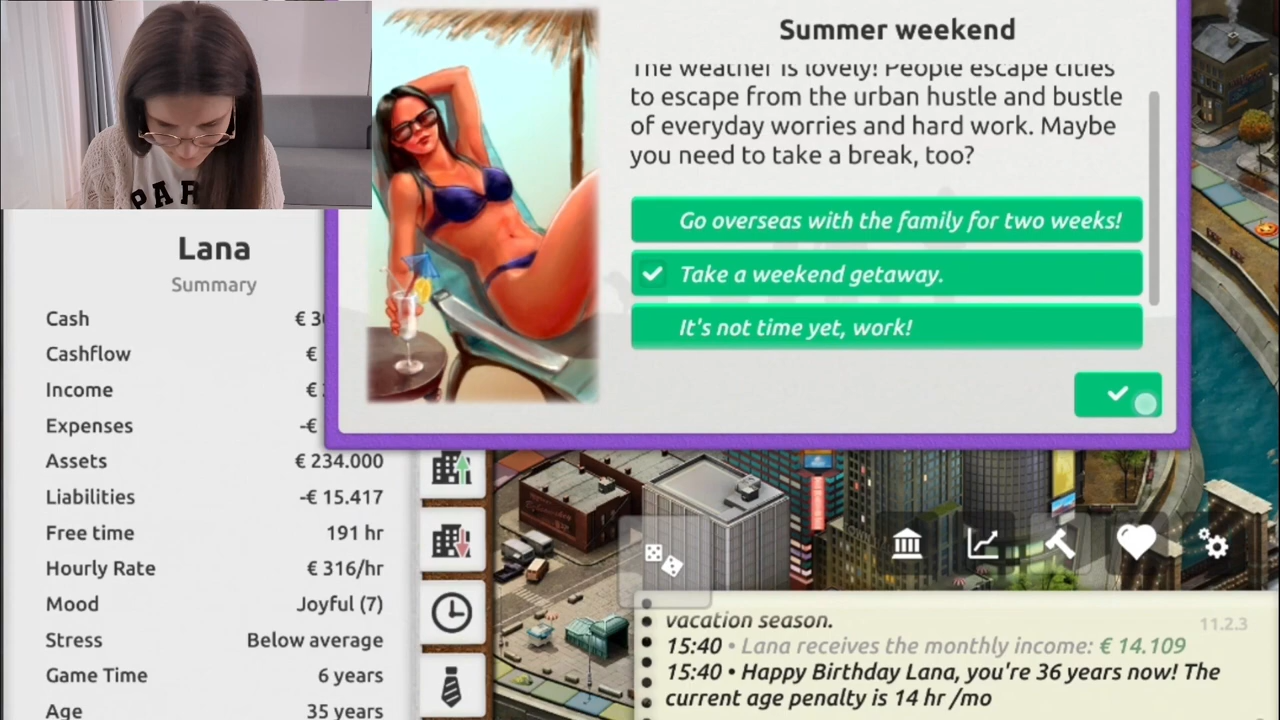 Summer weekend
The weather is lovely! People escape cities
to escape from the urban hustle and bustle
of everyday worries and hard work. Maybe
you need to take a break, too?
Go overseas with the family for two weeks!
Take a weekend getaway.
It's not time yet, work!
PAR
Lana
Summary
Cash € 30
Cashflow €
Income €
Expenses -€
Assets € 234.000
Liabilities -€ 15.417
Free time 191 hr
Hourly Rate € 316/hr
Mood Joyful (7)
Stress Below average
Game Time 6 years
Age 35 years
vacation season.
11.2.3
15:40 • Lana receives the monthly income: € 14.109
15:40 • Happy Birthday Lana, you're 36 years now! The
current age penalty is 14 hr /mo